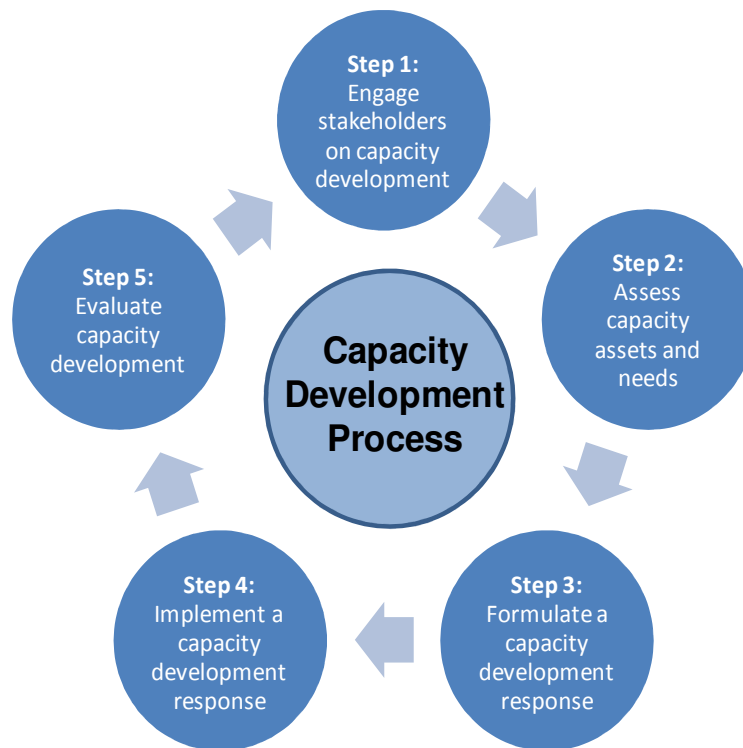 Step 1:
Engage
stakeholders
on capacity
development
Step 2:
Assess
capacity
assets and
needs
Step 3:
Formulate a
capacity
development
response
Step 4:
Implement a
capacity
development
response
Step 5:
Evaluate
capacity
development
Capacity
Development
Process